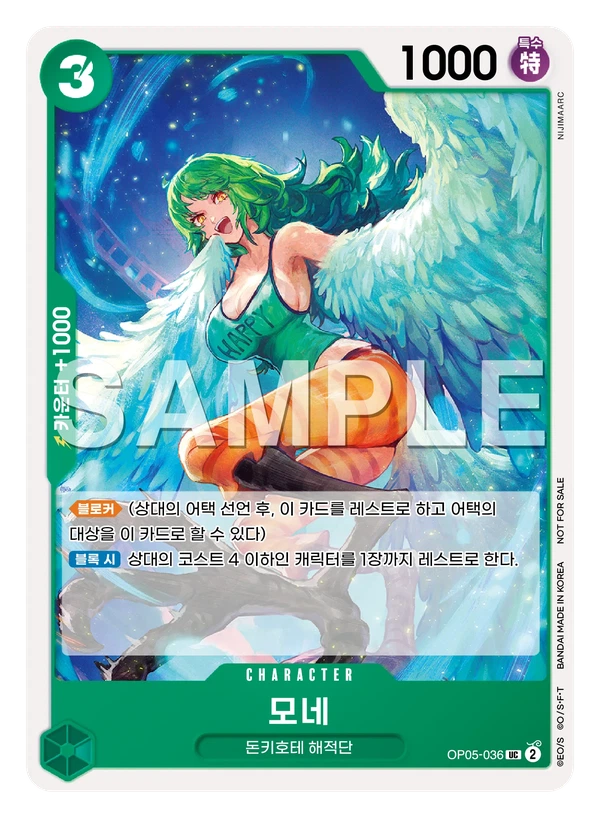 3
1000
특수
特
NIJIMAARC
HAPPY
카운터 +1000
SAMPLE
블로커 (상대의 어택 선언 후, 이 카드를 레스트로 하고 어택의
대상을 이 카드로 할 수 있다)
블록 시 상대의 코스트 4 이하인 캐릭터를 1장까지 레스트로 한다.
CHARACTER
모네
돈키호테 해적단
OP05-036 UC 2
©EO/S ©O/S·F·T BANDAI MADE IN KOREA NOT FOR SALE